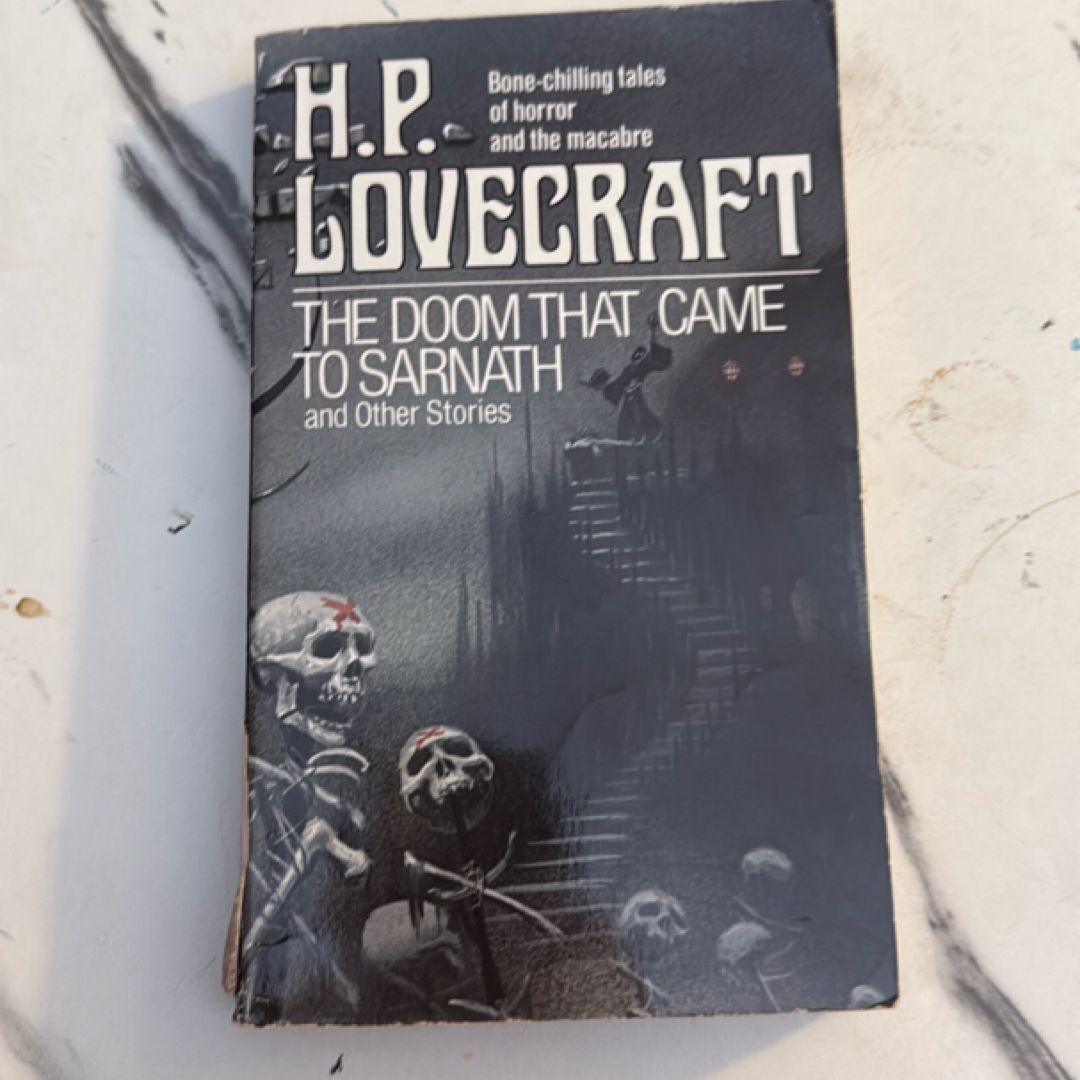 H.P.
Bone-chilling tales
of horror
and the macabre
LOVECRAFT
THE DOOM THAT CAME
TO SARNATH
and Other Stories